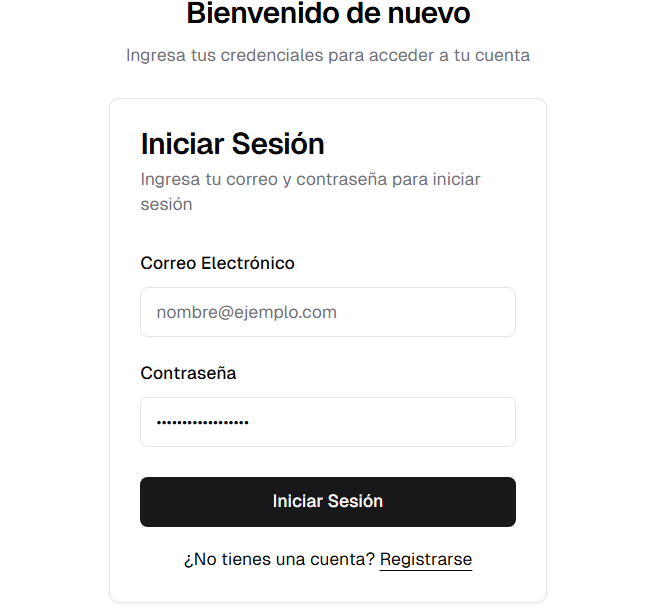 Bienvenido de nuevo
Ingresa tus credenciales para acceder a tu cuenta
Iniciar Sesión
Ingresa tu correo y contraseña para iniciar
sesión
Correo Electrónico
nombre@ejemplo.com
Contraseña
••••••••••••••••••
Iniciar Sesión
¿No tienes una cuenta? Registrarse